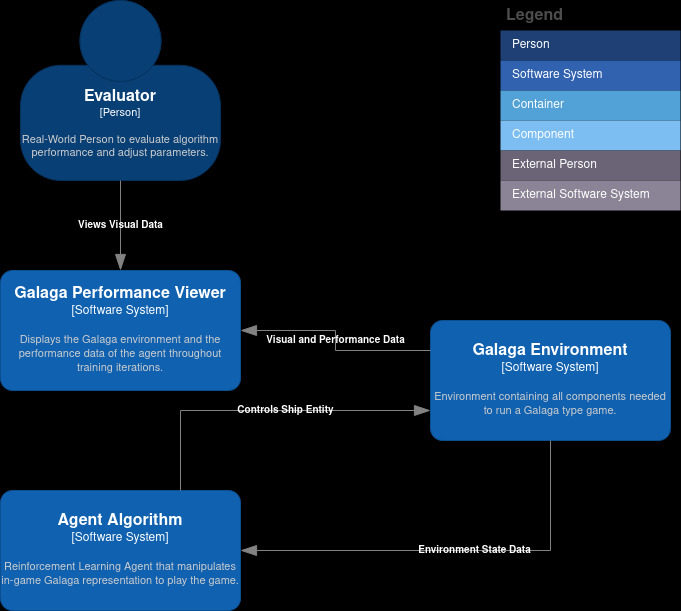 Legend
Person
Software System
Container
Component
External Person
External Software System
Evaluator
[Person]
Real-World Person to evaluate algorithm
performance and adjust parameters.
Views Visual Data
Galaga Performance Viewer
[Software System]
Displays the Galaga environment and the
performance data of the agent throughout
training iterations.
Visual and Performance Data
Galaga Environment
[Software System]
Environment containing all components needed
to run a Galaga type game.
Controls Ship Entity
Agent Algorithm
[Software System]
Reinforcement Learning Agent that manipulates
in-game Galaga representation to play the game.
Environment State Data